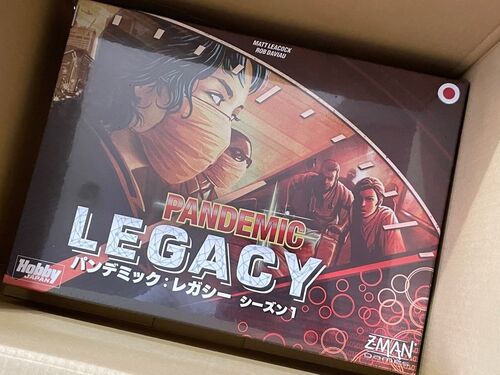 MATT LEACOCK
ROB DAVIAU
PANDEMIC
LEGACY
パンデミック：レガシー シーズン1
Hobby
JAPAN
Z-MAN
Games